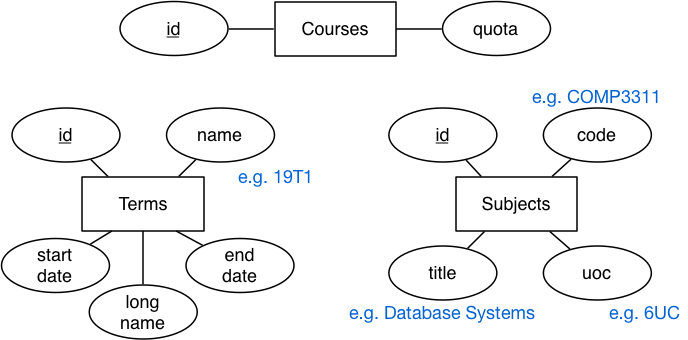 id
Courses
quota
e.g. COMP3311
id
name
id
code
e.g. 19T1
Terms
Subjects
start
date
end
date
title
uoc
long
name
e.g. Database Systems
e.g. 6UC